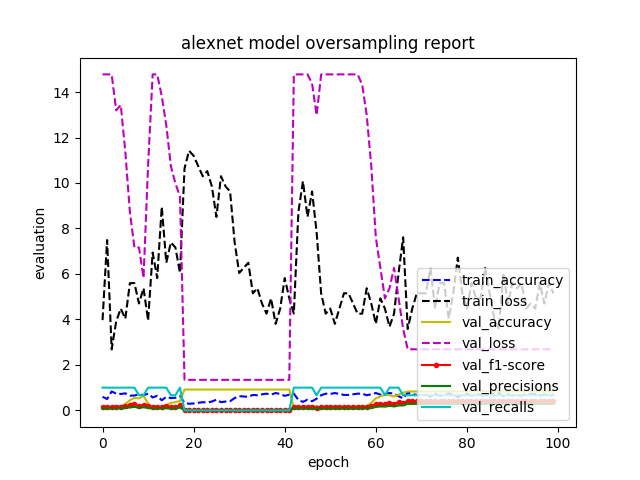 alexnet model oversampling report
evaluation
14
12
10
8
6
4
2
0
train_accuracy
train_loss
val_accuracy
val_loss
val_f1-score
val_precisions
val_recalls
0 20 40 60 80 100
epoch